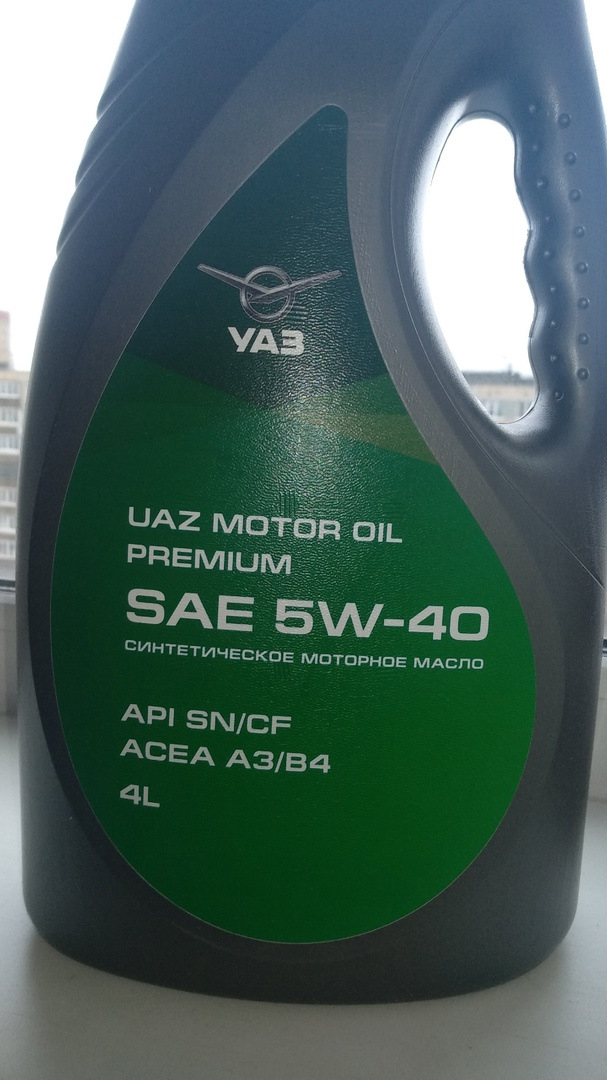 УАЗ
UAZ MOTOR OIL
PREMIUM
SAE 5W-40
СИНТЕТИЧЕСКОЕ МОТОРНОЕ МАСЛО
API SN/CF
ACEA A3/B4
4L